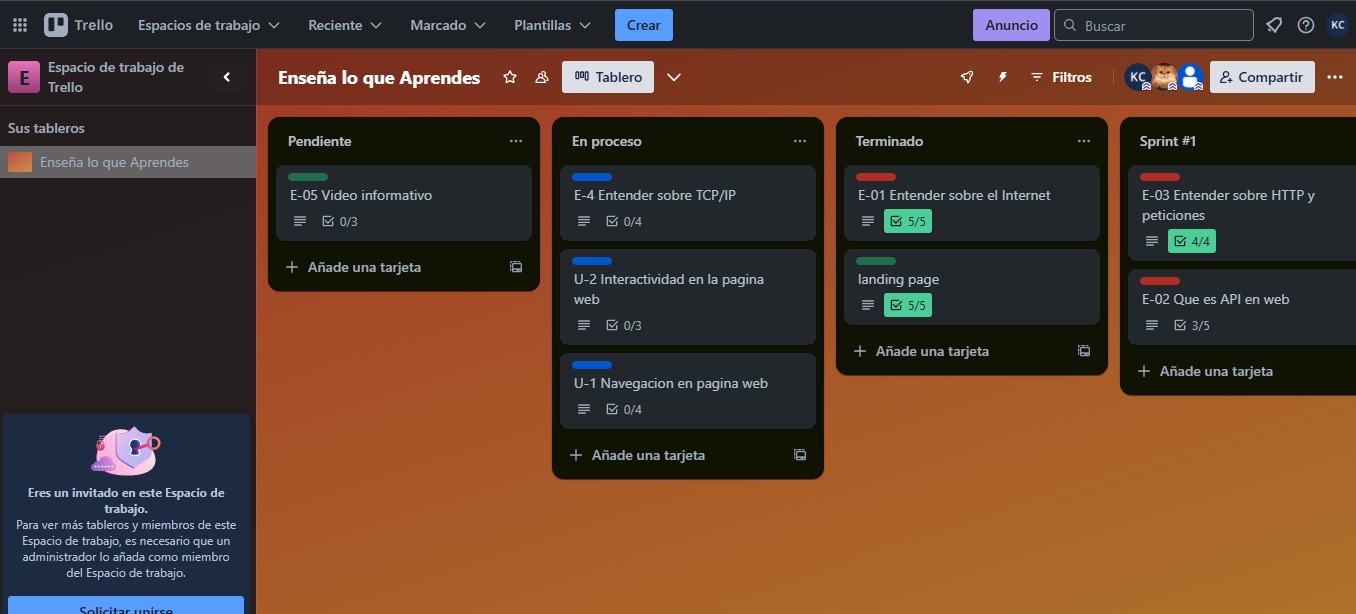 Trello Espacios de trabajo Reciente Marcado Plantillas Crear Anuncio Buscar KC
E Espacio de trabajo de Trello
Enseña lo que Aprendes Tablero Filtros KC Compartir
Sus tableros
Enseña lo que Aprendes
Pendiente
E-05 Video informativo
0/3
Añade una tarjeta
En proceso
E-4 Entender sobre TCP/IP
0/4
U-2 Interactividad en la pagina
web
0/3
U-1 Navegacion en pagina web
0/4
Añade una tarjeta
Terminado
E-01 Entender sobre el Internet
5/5
landing page
5/5
Añade una tarjeta
Sprint #1
E-03 Entender sobre HTTP y
peticiones
4/4
E-02 Que es API en web
3/5
Añade una tarjeta
Eres un invitado en este Espacio de
trabajo.
Para ver más tableros y miembros de este
Espacio de trabajo, es necesario que un
administrador lo añada como miembro
del Espacio de trabajo.
Solicitar unirse